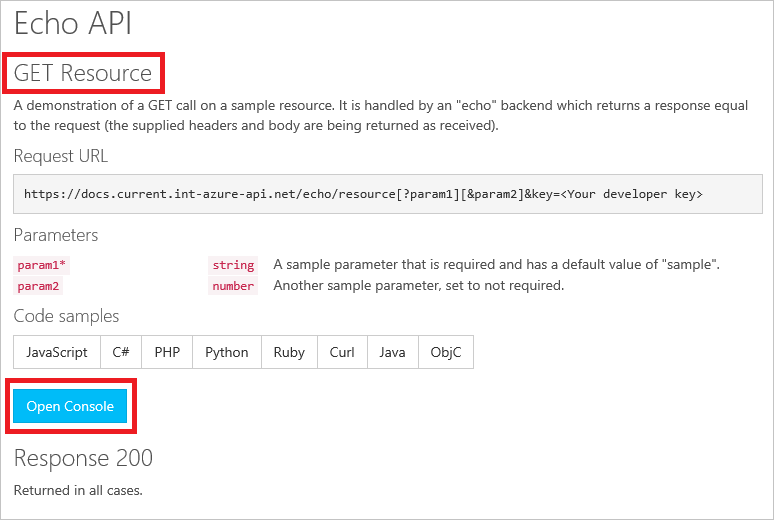 Echo API
GET Resource
A demonstration of a GET call on a sample resource. It is handled by an "echo" backend which returns a response equal
to the request (the supplied headers and body are being returned as received).
Request URL
https://docs.current.int-azure-api.net/echo/resource[?param1][&param2]&key=<Your developer key>
Parameters
param1* string A sample parameter that is required and has a default value of "sample".
param2 number Another sample parameter, set to not required.
Code samples
JavaScript C# PHP Python Ruby Curl Java ObjC
Open Console
Response 200
Returned in all cases.